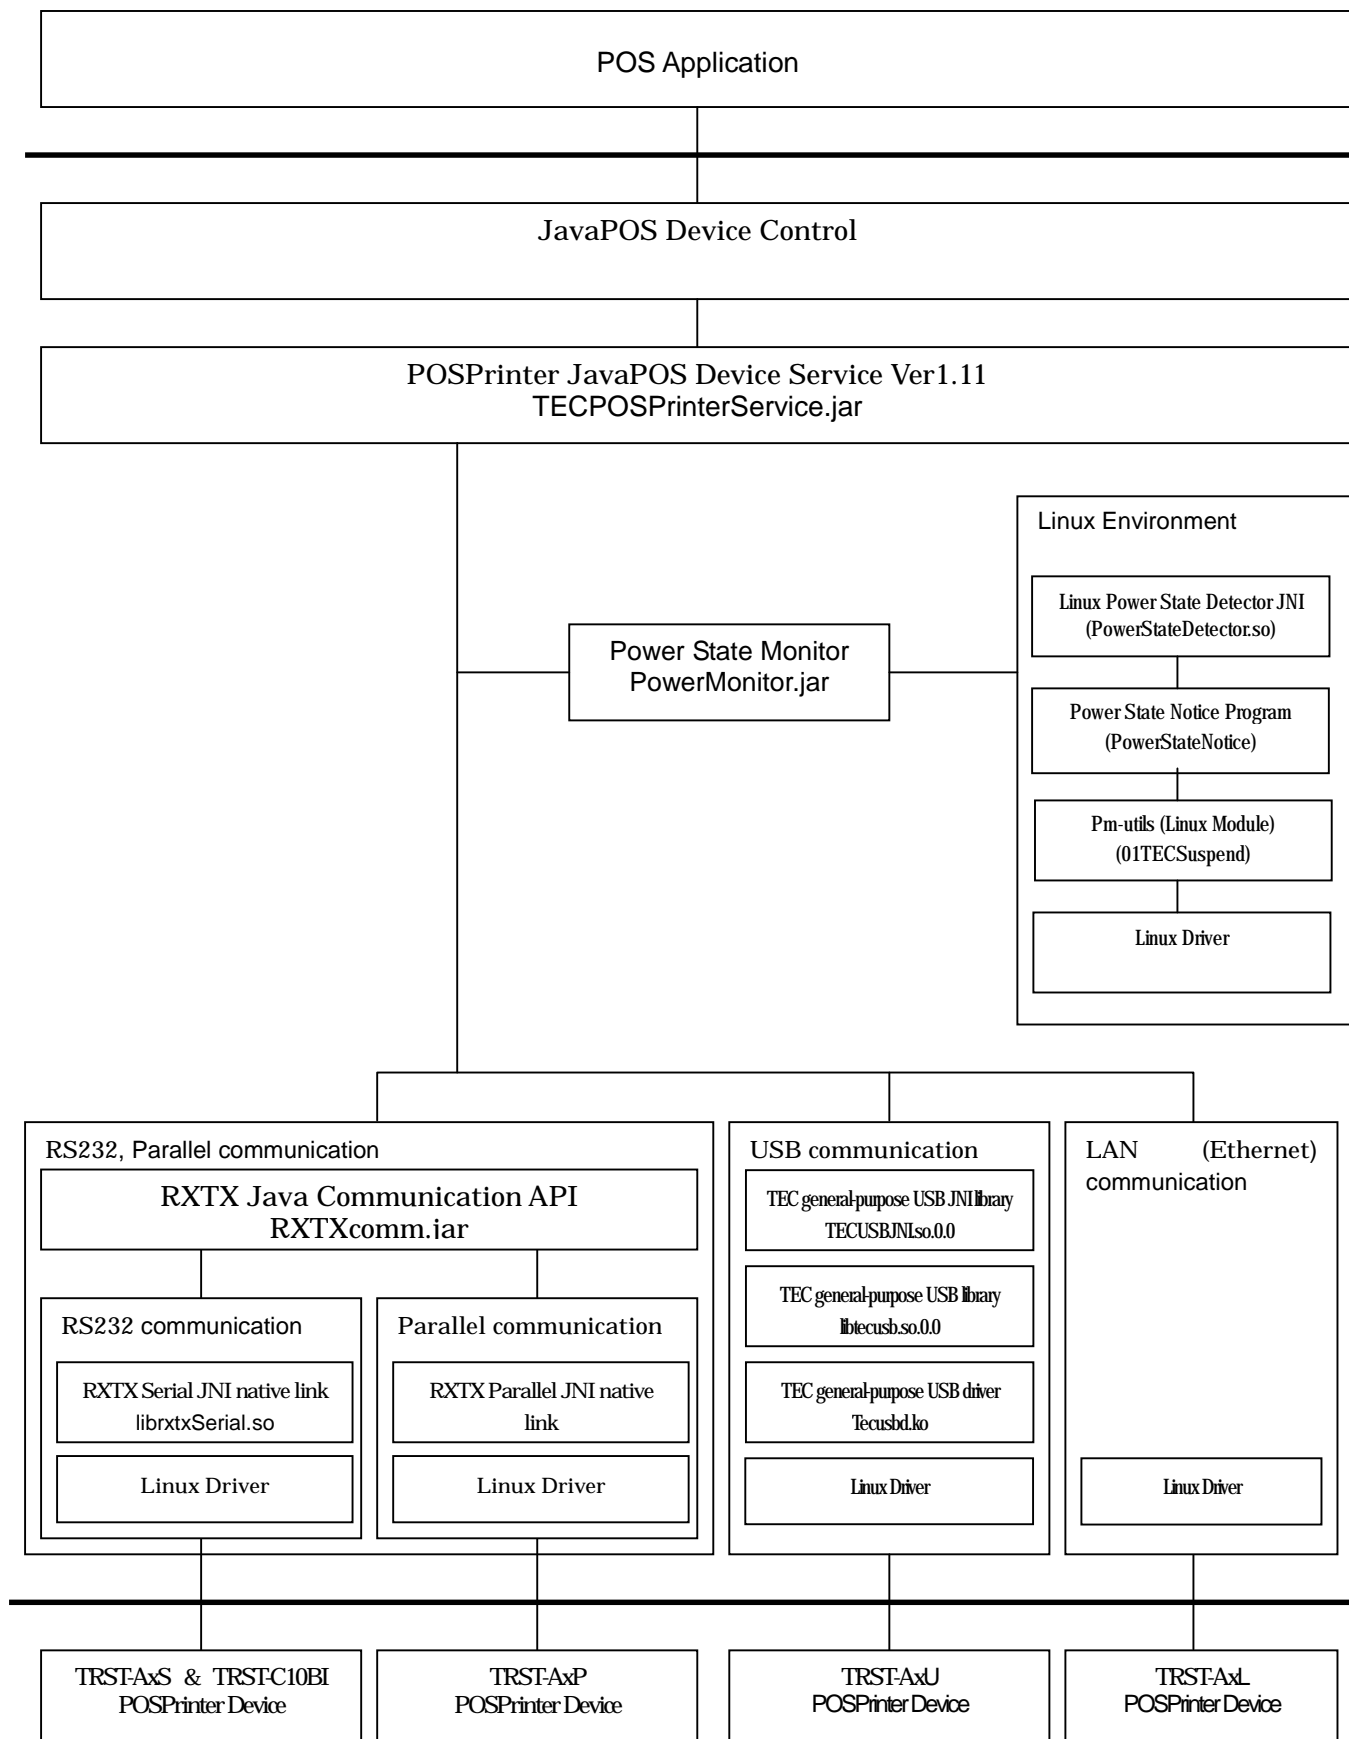 POS Application
JavaPOS Device Control
POSPrinter JavaPOS Device Service Ver1.11
TECPOSPrinterService.jar
Linux Environment
Linux Power State Detector JNI
(PowerStateDetector.so)
Power State Monitor
PowerMonitor.jar
Power State Notice Program
(PowerStateNotice)
Pm-utils (Linux Module)
(01TECSuspend)
Linux Driver
RS232, Parallel communication
RXTX Java Communication API
RXTXcomm.jar
RS232 communication
RXTX Serial JNI native link
librxtxSerial.so
Linux Driver
Parallel communication
RXTX Parallel JNI native
link
Linux Driver
USB communication
TEC general-purpose USB JNI library
TECUSBJNI.so.0.0
TEC general-purpose USB library
libtecusb.so.0.0
TEC general-purpose USB driver
Tecusbd.ko
Linux Driver
LAN (Ethernet)
communication
Linux Driver
TRST-AxS & TRST-C10BI
POSPrinter Device
TRST-AxP
POSPrinter Device
TRST-AxU
POSPrinter Device
TRST-AxL
POSPrinter Device